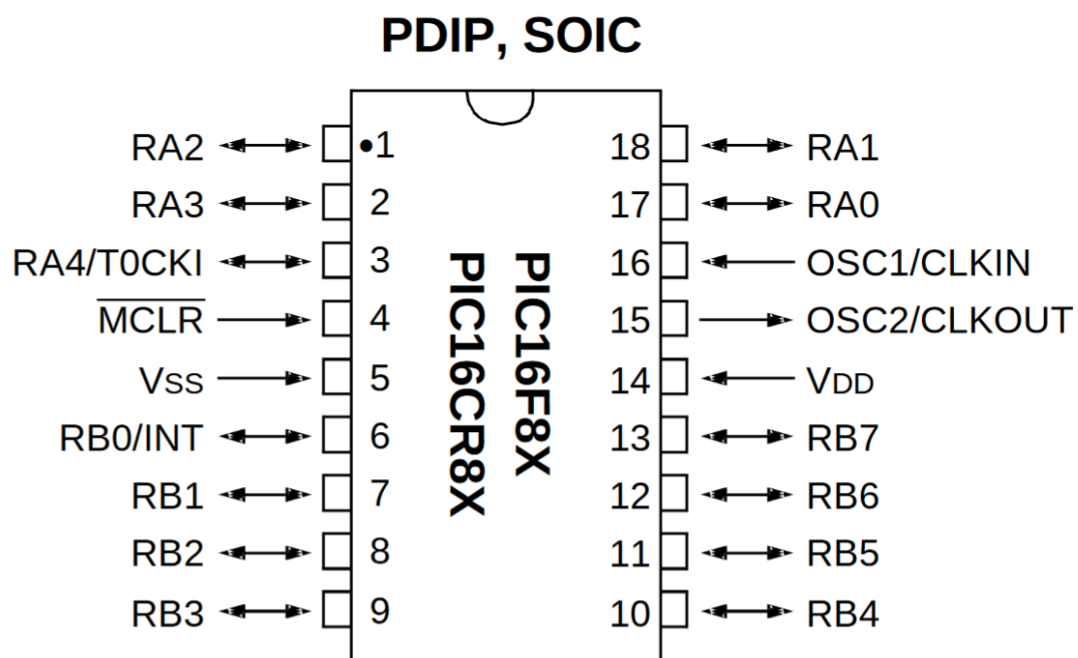 PDIP, SOIC
RA2 •1 18 RA1
RA3 2 17 RA0
RA4/T0CKI 3 16 OSC1/CLKIN
MCLR 4 15 OSC2/CLKOUT
VSS 5 14 VDD
RB0/INT 6 13 RB7
RB1 7 12 RB6
RB2 8 11 RB5
RB3 9 10 RB4
PIC16F8X
PIC16CR8X